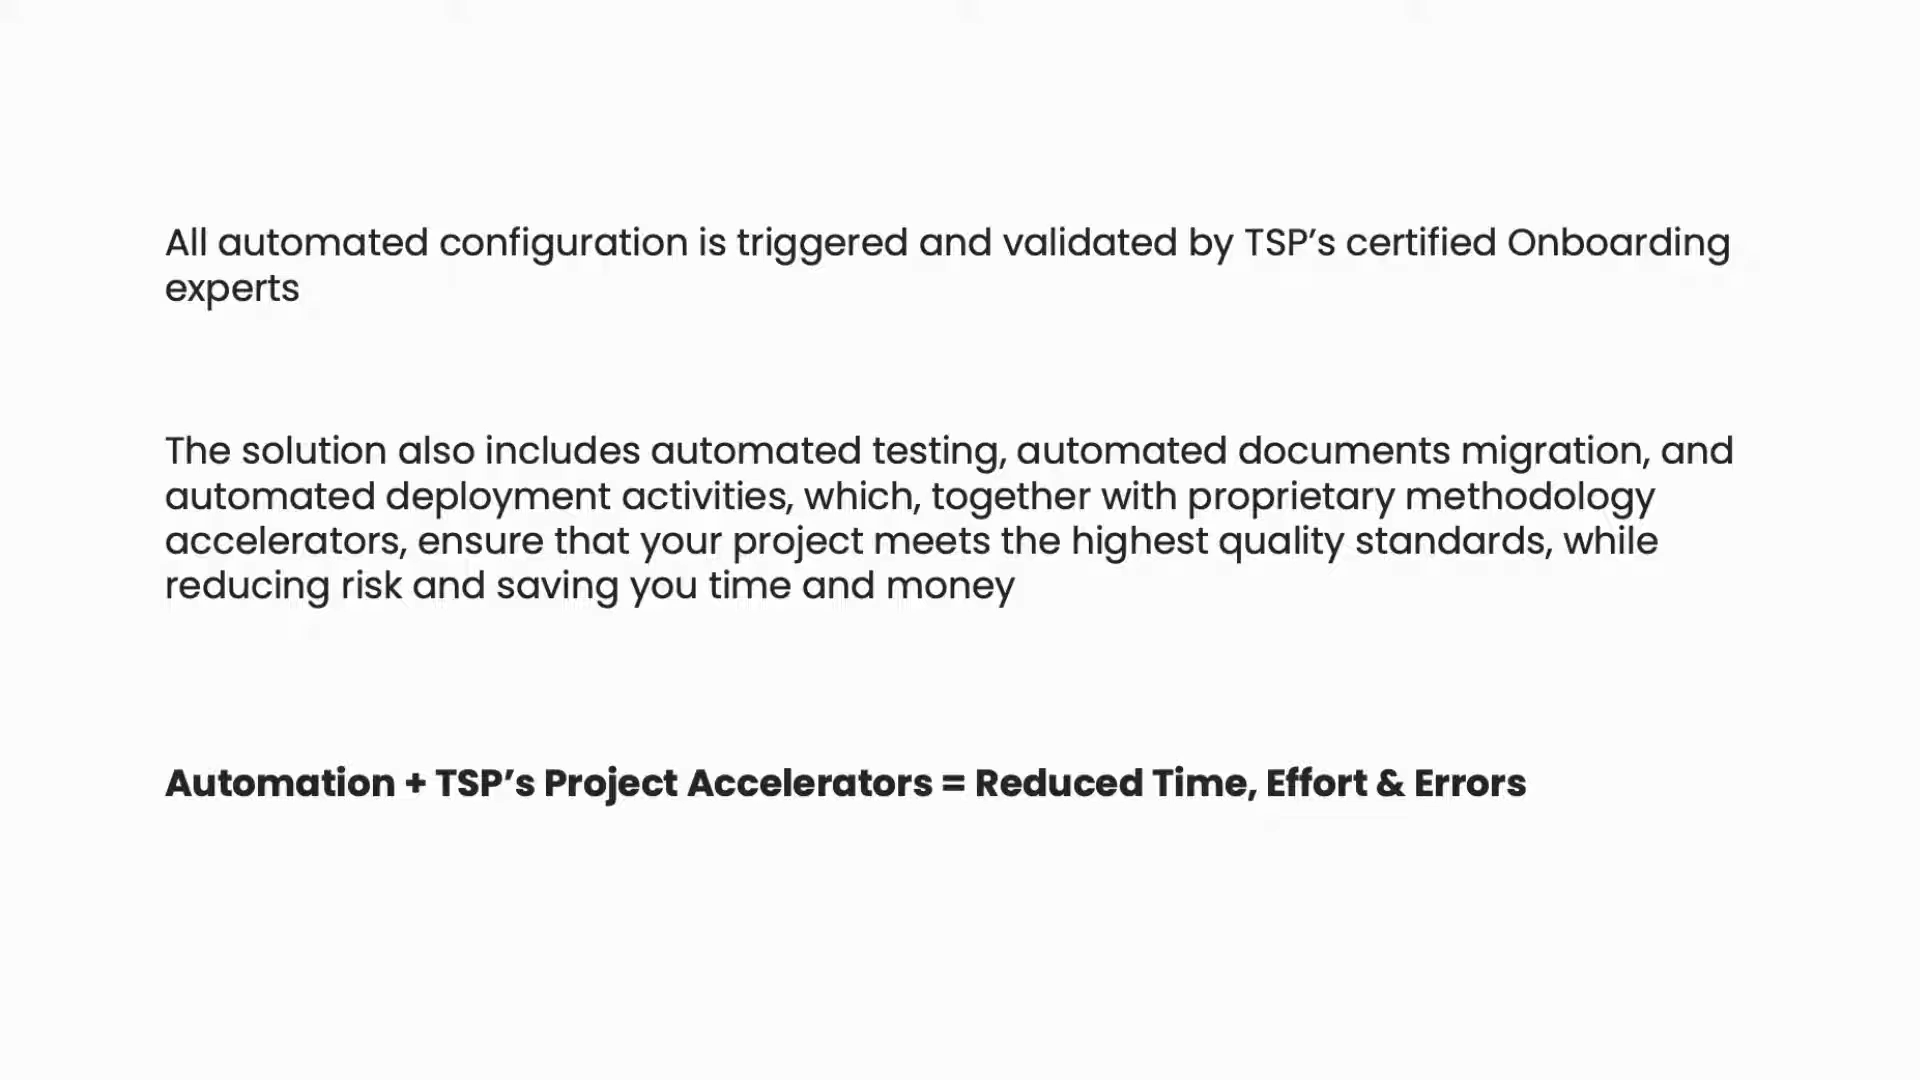 All automated configuration is triggered and validated by TSP’s certified Onboarding
experts
The solution also includes automated testing, automated documents migration, and
automated deployment activities, which, together with proprietary methodology
accelerators, ensure that your project meets the highest quality standards, while
reducing risk and saving you time and money
Automation + TSP’s Project Accelerators = Reduced Time, Effort & Errors